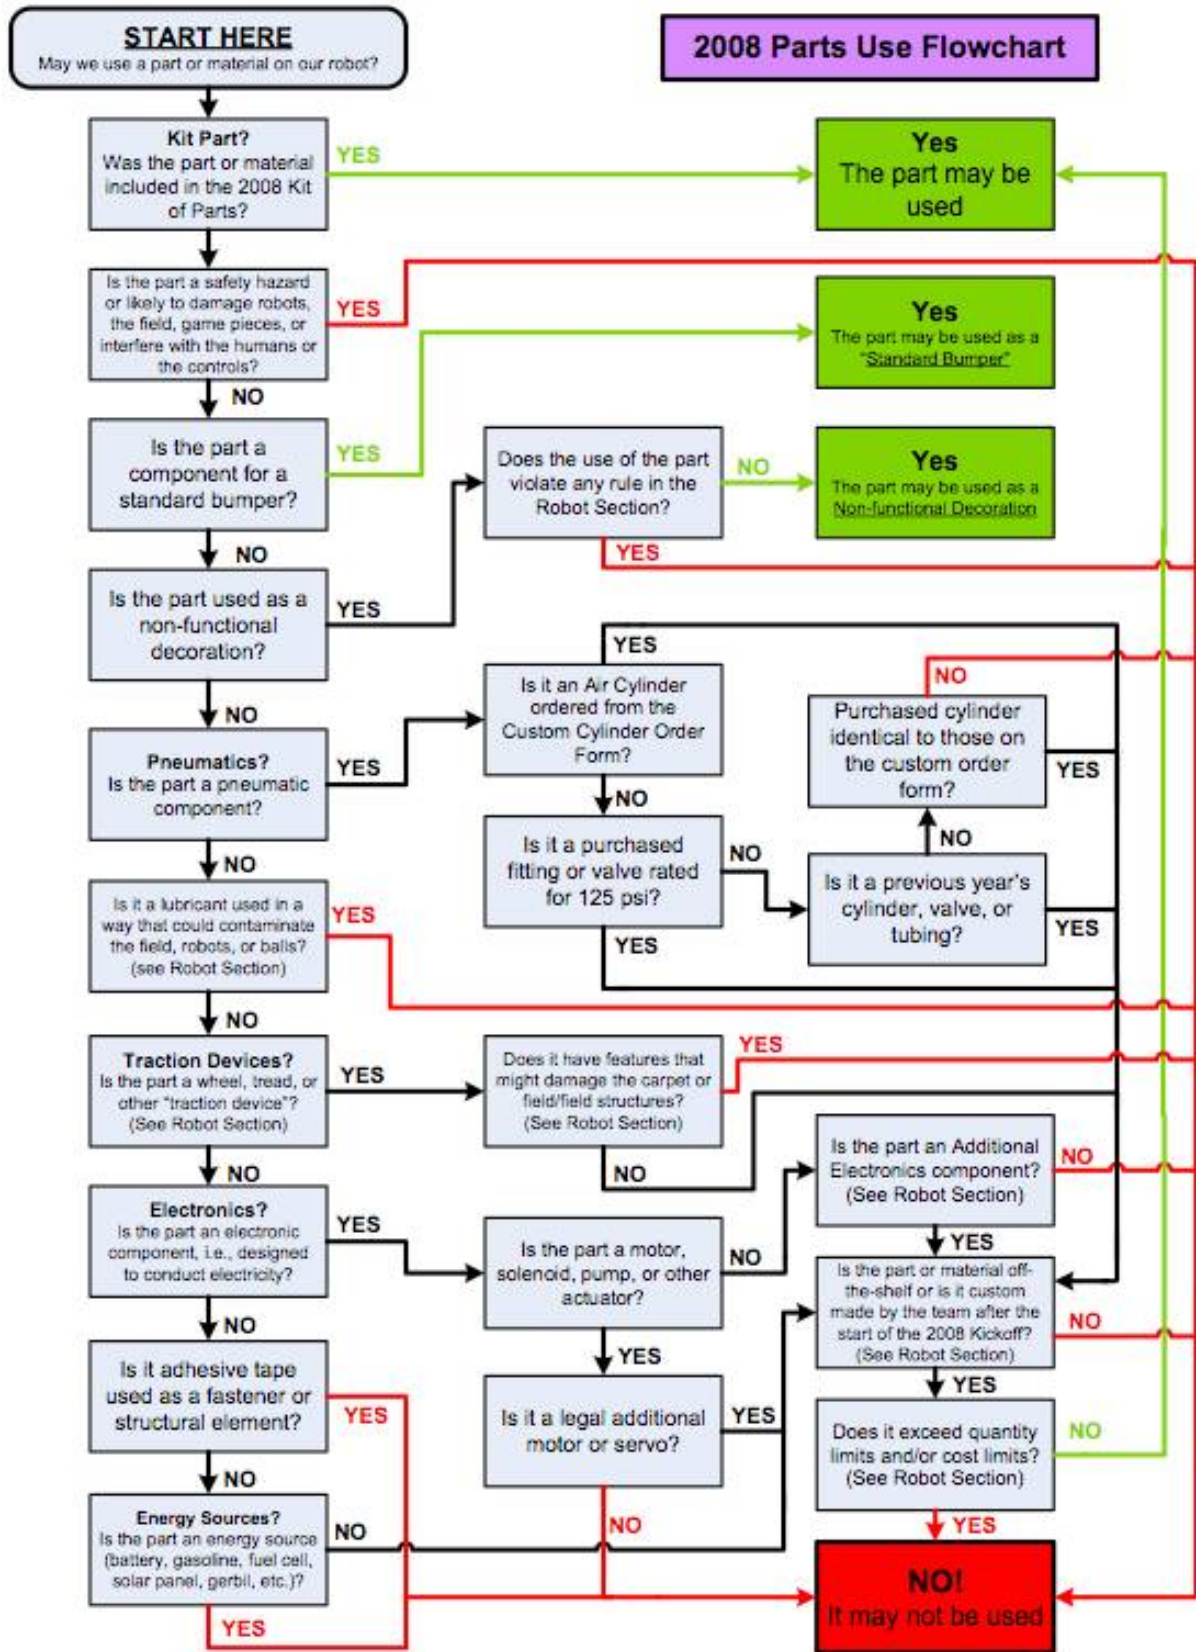 START HERE
May we use a part or material on our robot?
2008 Parts Use Flowchart
Kit Part?
Was the part or material
included in the 2008 Kit
of Parts?
YES
Yes
The part may be
used
Is the part a safety hazard
or likely to damage robots,
the field, game pieces, or
interfere with the humans or
the controls?
YES
NO
Yes
The part may be used as a
"Standard Bumper"
Is the part a
component for a
standard bumper?
YES
NO
Does the use of the part
violate any rule in the
Robot Section?
NO
YES
Yes
The part may be used as a
Non-functional Decoration
Is the part used as a
non-functional
decoration?
YES
NO
Pneumatics?
Is the part a pneumatic
component?
YES
NO
Is it an Air Cylinder
ordered from the
Custom Cylinder Order
Form?
YES
NO
Purchased cylinder
identical to those on
the custom order
form?
NO
YES
Is it a purchased
fitting or valve rated
for 125 psi?
NO
YES
Is it a previous year's
cylinder, valve, or
tubing?
NO
YES
Is it a lubricant used in a
way that could contaminate
the field, robots, or balls?
(see Robot Section)
YES
NO
Traction Devices?
Is the part a wheel, tread, or
other "traction device"?
(See Robot Section)
YES
NO
Does it have features that
might damage the carpet or
field/field structures?
(See Robot Section)
YES
NO
Is the part an Additional
Electronics component?
(See Robot Section)
NO
YES
Electronics?
Is the part an electronic
component, i.e., designed
to conduct electricity?
YES
NO
Is the part a motor,
solenoid, pump, or other
actuator?
NO
YES
Is the part or material off-
the-shelf or is it custom
made by the team after the
start of the 2008 Kickoff?
(See Robot Section)
NO
YES
Is it adhesive tape
used as a fastener or
structural element?
YES
NO
Is it a legal additional
motor or servo?
YES
NO
Does it exceed quantity
limits and/or cost limits?
(See Robot Section)
NO
YES
Energy Sources?
Is the part an energy source
(battery, gasoline, fuel cell,
solar panel, gerbil, etc.)?
NO
YES
NO!
It may not be used